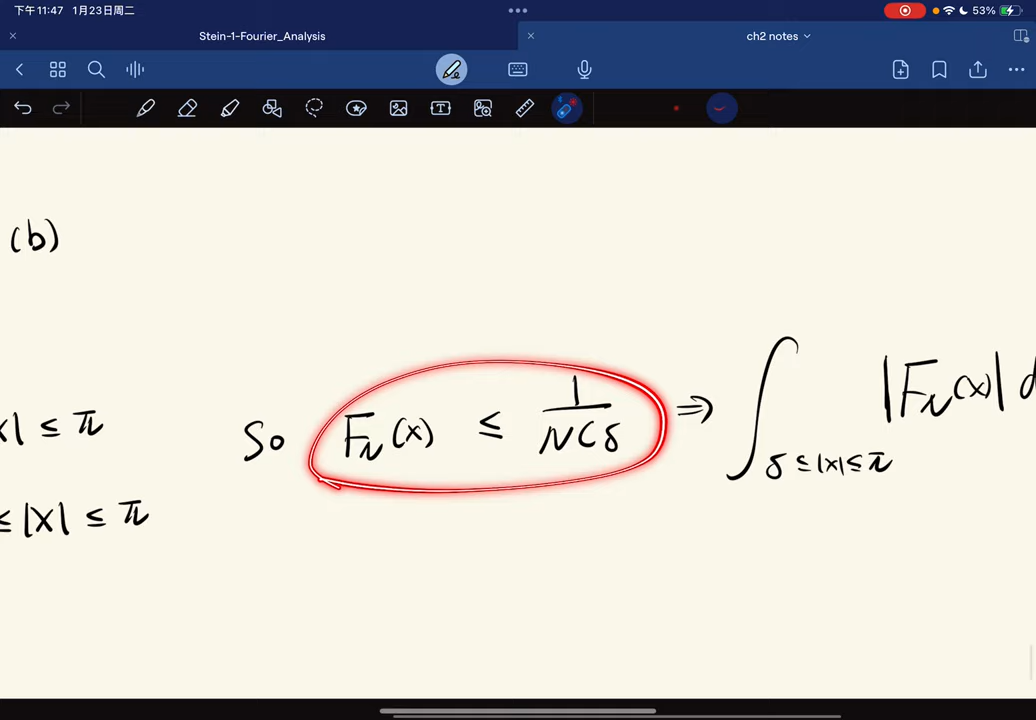 下午11:47 1月23日周二
53%
Stein-1-Fourier_Analysis
ch2 notes
(b)
x| ≤ π
So F_N(x) ≤ 1/(NCδ) ⇒ ∫_{δ≤|x|≤π} |F_N(x)| d
≤ |x| ≤ π